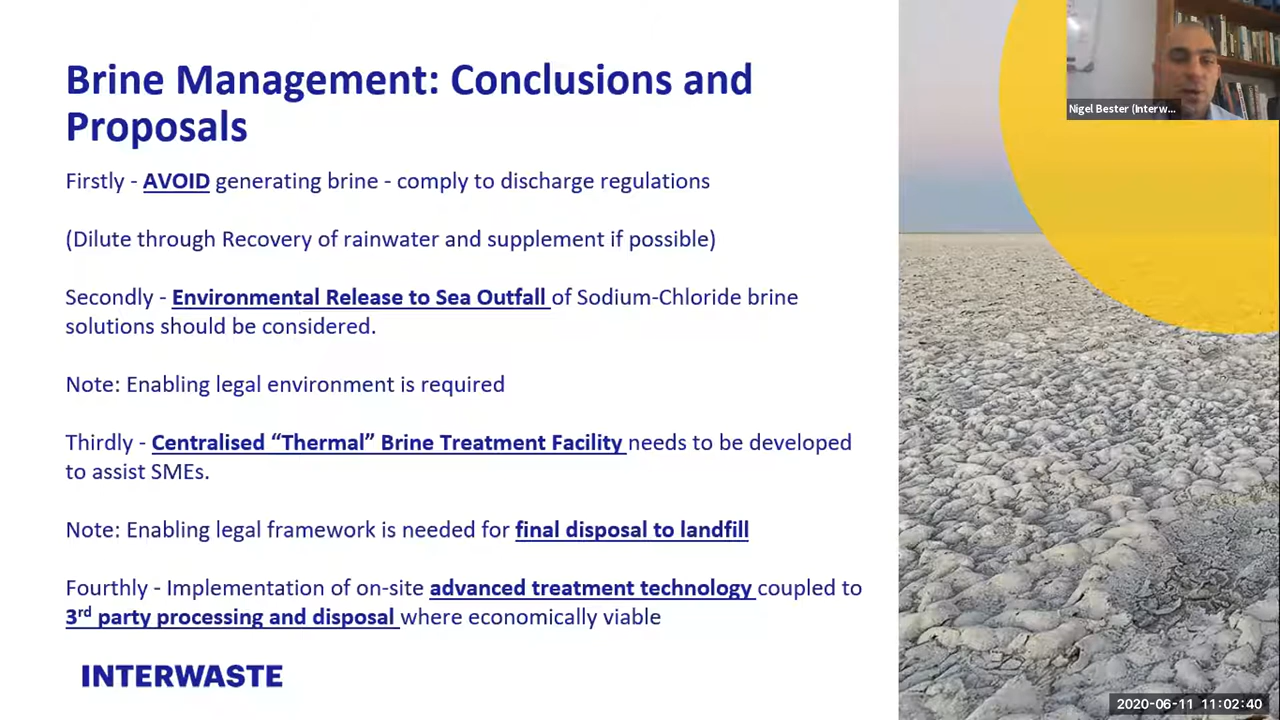 Brine Management: Conclusions and
Proposals
Firstly - AVOID generating brine - comply to discharge regulations
(Dilute through Recovery of rainwater and supplement if possible)
Secondly - Environmental Release to Sea Outfall of Sodium-Chloride brine
solutions should be considered.
Note: Enabling legal environment is required
Thirdly - Centralised “Thermal” Brine Treatment Facility needs to be developed
to assist SMEs.
Note: Enabling legal framework is needed for final disposal to landfill
Fourthly - Implementation of on-site advanced treatment technology coupled to
3rd party processing and disposal where economically viable
INTERWASTE
Nigel Bester (Interw...
2020-06-11 11:02:40